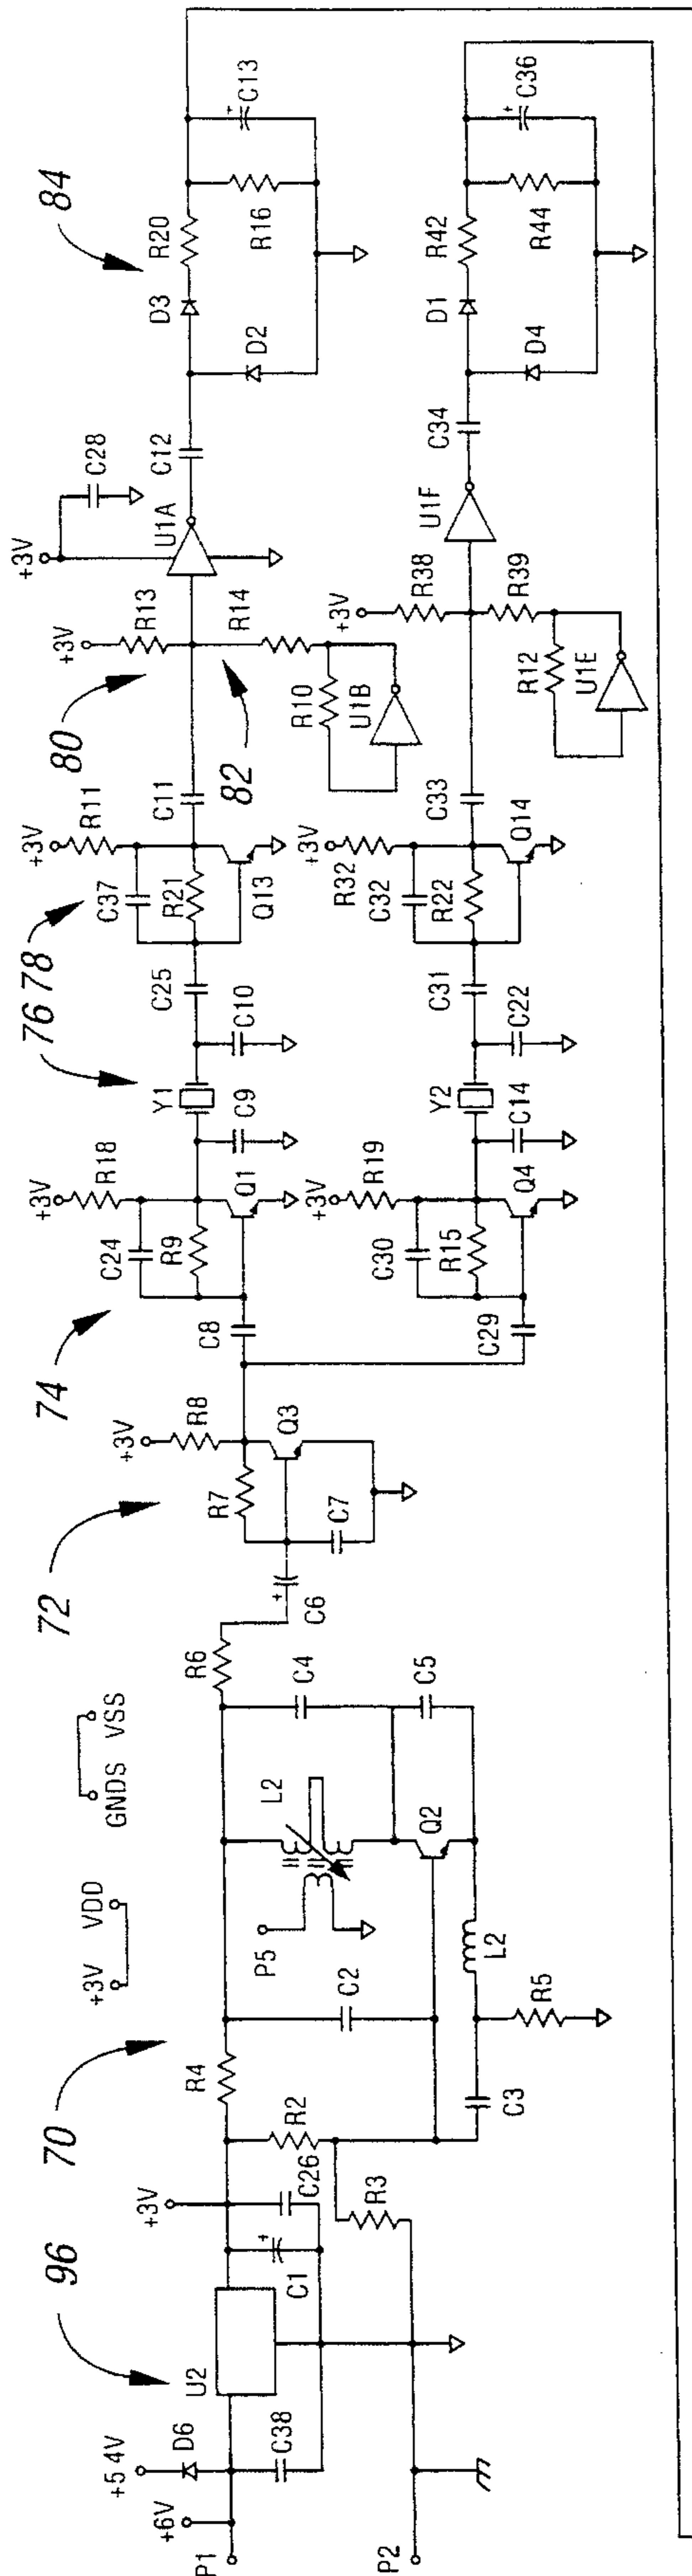 P1
+6V
+5.4V
D6
C38
U2
96
C1
+3V
C26
R2
R3
P2
R4
70
C2
C3
R5
L2
Q2
P5
L2
+3V VDD
GNDS VSS
C4
C5
R6
C6
72
R7
C7
+3V
R8
Q3
C8
C29
74
C24
R9
+3V
R18
Q1
C9
Y1
C10
C30
R15
+3V
R19
Q4
C14
Y2
C22
76
78
C25
C37
R21
+3V
R11
Q13
C11
C31
C32
R22
+3V
R32
Q14
C33
80
82
+3V
R13
R14
R10
U1B
+3V
C28
U1A
C12
+3V
R38
R39
R12
U1E
U1F
C34
84
D3
D2
R20
R16
C13
+
D1
D4
R42
R44
C36
+